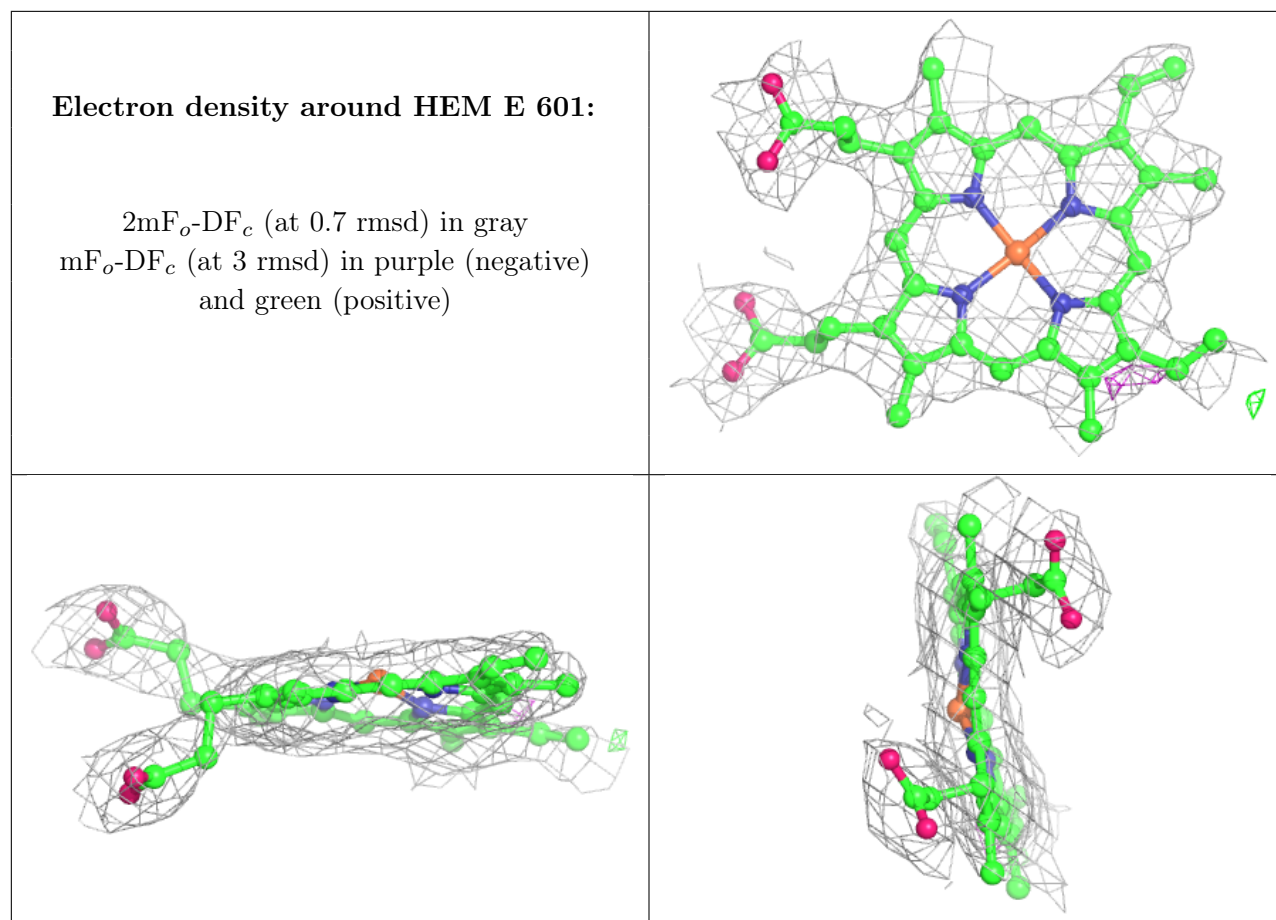 Electron density around HEM E 601:
2mFo-DFc (at 0.7 rmsd) in gray
mFo-DFc (at 3 rmsd) in purple (negative)
and green (positive)